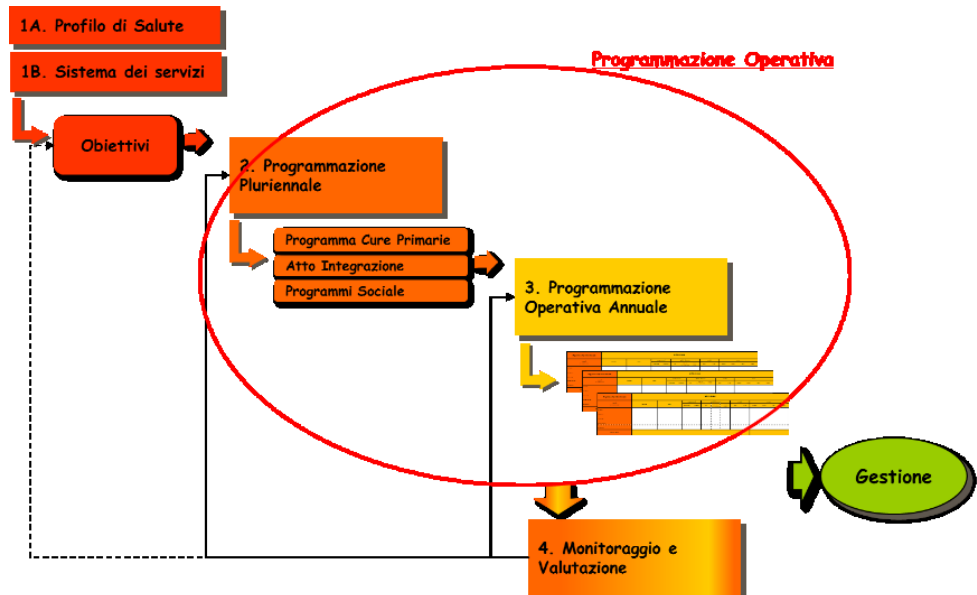 1A. Profilo di Salute
1B. Sistema dei servizi
Programmazione Operativa
Obiettivi
2. Programmazione
Pluriennale
Programma Cure Primarie
Atto Integrazione
Programmi Sociale
3. Programmazione
Operativa Annuale
Gestione
4. Monitoraggio e
Valutazione